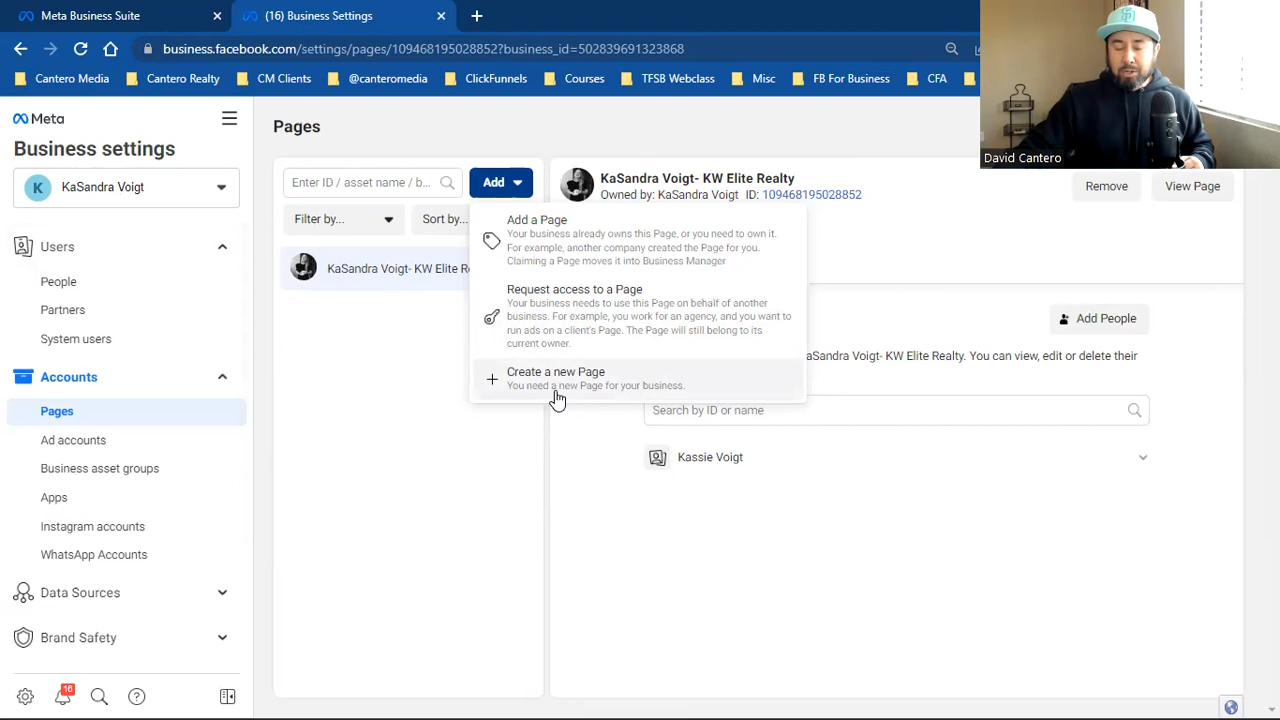 Meta Business Suite
(16) Business Settings
business.facebook.com/settings/pages/109468195028852?business_id=502839691323868
Cantero Media
Cantero Realty
CM Clients
@canteromedia
ClickFunnels
Courses
TFSB Webclass
Misc
FB For Business
CFA
David Cantero
Meta
Business settings
K
KaSandra Voigt
Users
People
Partners
System users
Accounts
Pages
Ad accounts
Business asset groups
Apps
Instagram accounts
WhatsApp Accounts
Data Sources
Brand Safety
16
Pages
Enter ID / asset name / b...
Add
Filter by...
Sort by...
KaSandra Voigt- KW Elite R
Add a Page
Your business already owns this Page, or you need to own it.
For example, another company created the Page for you.
Claiming a Page moves it into Business Manager
Request access to a Page
Your business needs to use this Page on behalf of another
business. For example, you work for an agency, and you want to
run ads on a client's Page. The Page will still belong to its
current owner.
Create a new Page
You need a new Page for your business.
KaSandra Voigt- KW Elite Realty
Owned by: KaSandra Voigt ID: 109468195028852
Remove
View Page
Add People
aSandra Voigt- KW Elite Realty. You can view, edit or delete their
Search by ID or name
Kassie Voigt